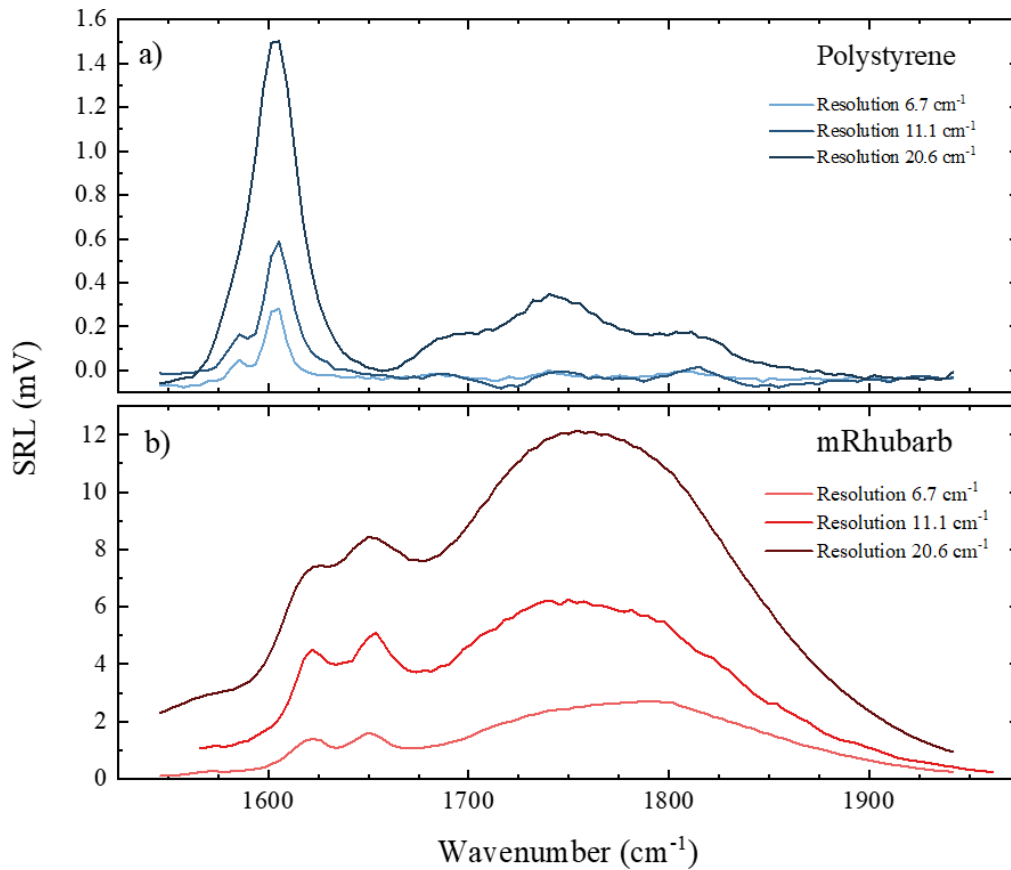 1.6
a)
Polystyrene
1.4
1.2
Resolution 6.7 cm⁻¹
1.0
Resolution 11.1 cm⁻¹
Resolution 20.6 cm⁻¹
0.8
0.6
0.4
0.2
0.0
SRL (mV)
12
b)
mRhubarb
10
Resolution 6.7 cm⁻¹
Resolution 11.1 cm⁻¹
8
Resolution 20.6 cm⁻¹
6
4
2
0
1600 1700 1800 1900
Wavenumber (cm⁻¹)